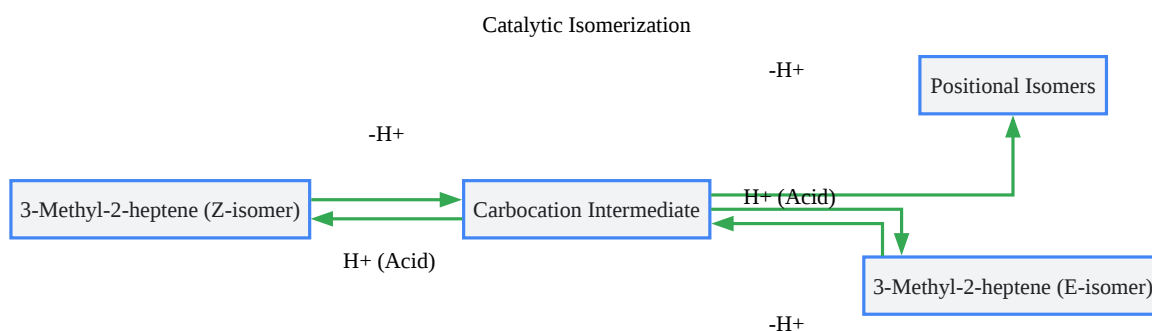 Catalytic Isomerization
-H+
Positional Isomers
-H+
3-Methyl-2-heptene (Z-isomer)
Carbocation Intermediate
H+ (Acid)
H+ (Acid)
3-Methyl-2-heptene (E-isomer)
-H+